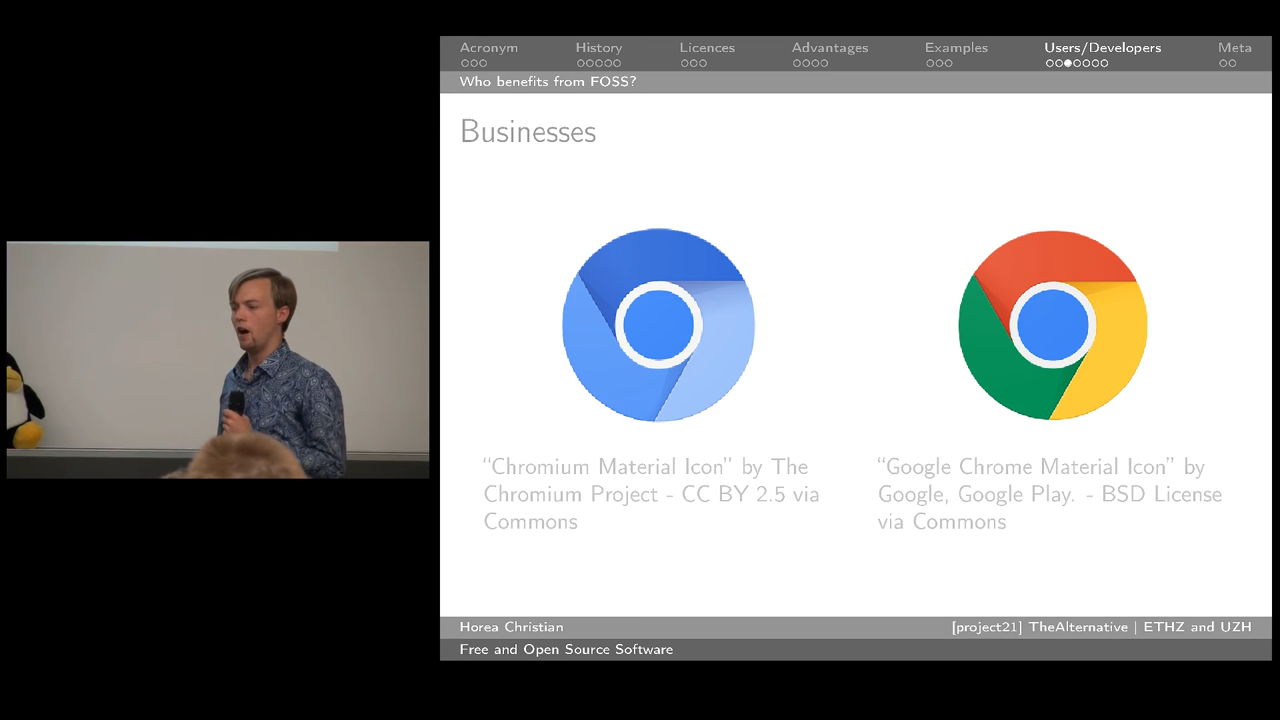 Acronym History Licences Advantages Examples Users/Developers Meta
Who benefits from FOSS?
Businesses
“Chromium Material Icon” by The
Chromium Project - CC BY 2.5 via
Commons
“Google Chrome Material Icon” by
Google, Google Play. - BSD License
via Commons
Horea Christian [project21] TheAlternative | ETHZ and UZH
Free and Open Source Software